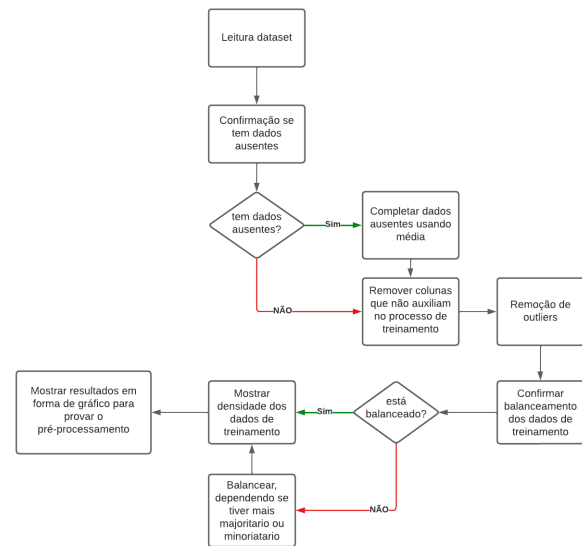 Leitura dataset
Confirmação se
tem dados
ausentes
tem dados
ausentes?
Sim
Completar dados
ausentes usando
média
NÃO
Remover colunas
que não auxiliam
no processo de
treinamento
Remoção de
outliers
Confirmar
balanceamento
dos dados de
treinamento
está
balanceado?
Sim
Mostrar
densidade dos
dados de
treinamento
Mostrar resultados em
forma de gráfico para
provar o
pré-processamento
NÃO
Balancear,
dependendo se
tiver mais
majoritario ou
minoriatario